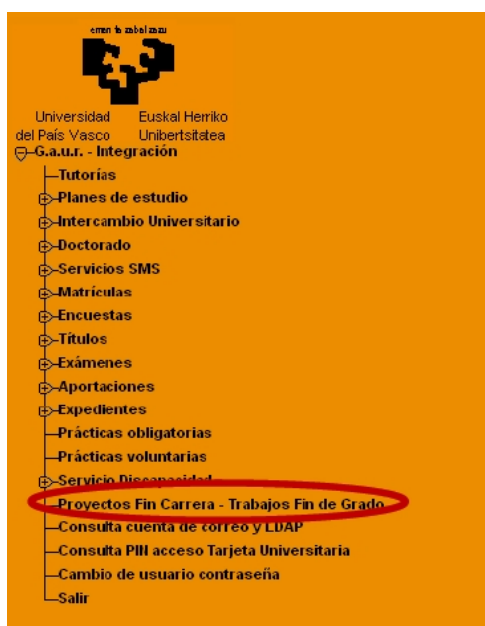 eman ta zabal zazu
Universidad Euskal Herriko
del País Vasco Unibertsitatea
G.a.u.r. - Integración
Tutorías
Planes de estudio
Intercambio Universitario
Doctorado
Servicios SMS
Matrículas
Encuestas
Títulos
Exámenes
Aportaciones
Expedientes
Prácticas obligatorias
Prácticas voluntarias
Servicio Discapacidad
Proyectos Fin Carrera - Trabajos Fin de Grado
Consulta cuenta de correo y LDAP
Consulta PIN acceso Tarjeta Universitaria
Cambio de usuario contraseña
Salir